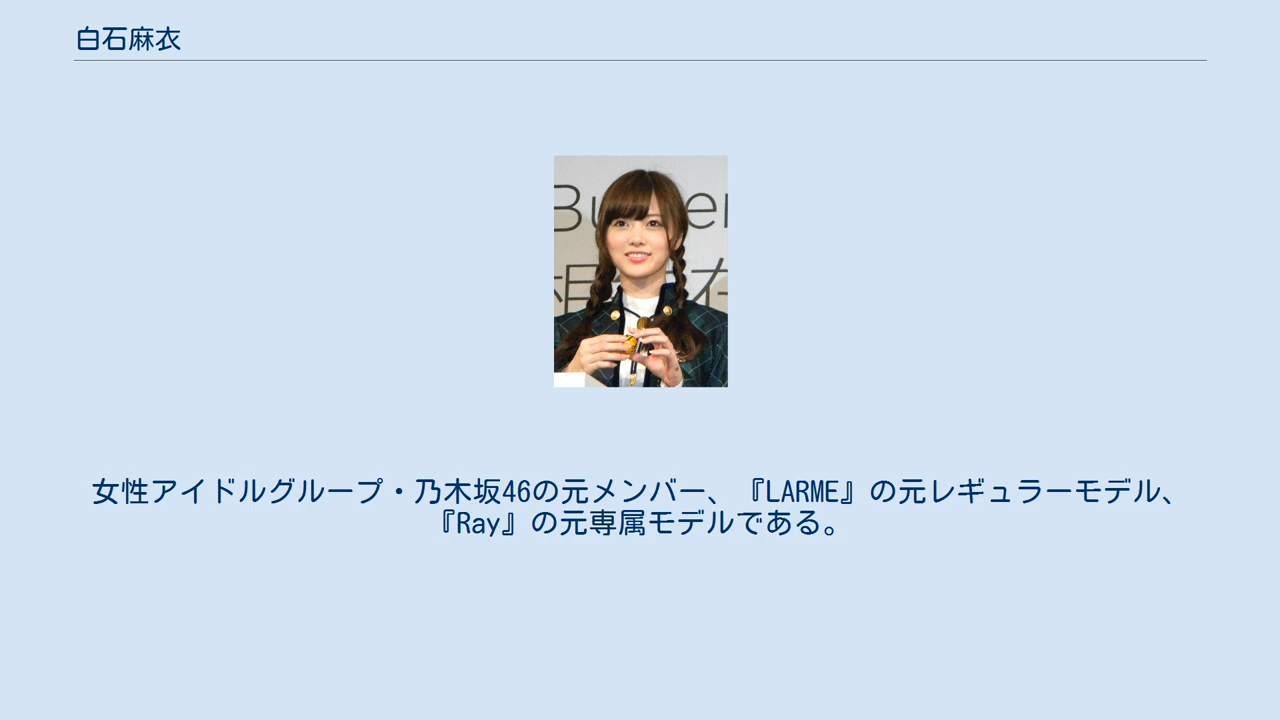 白石麻衣
女性アイドルグループ・乃木坂46の元メンバー、『LARME』の元レギュラーモデル、
『Ray』の元専属モデルである。